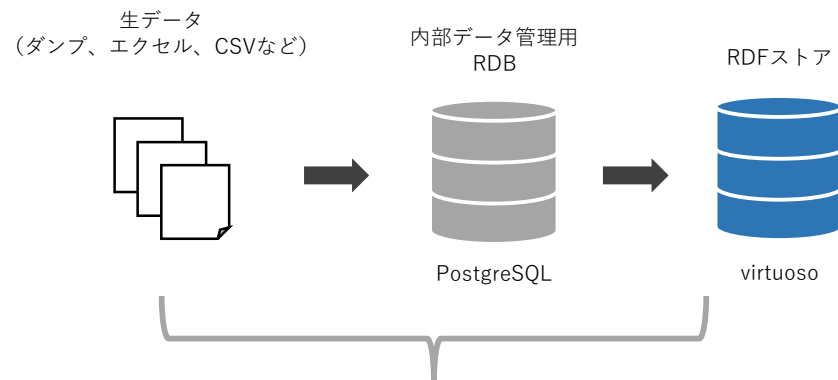 生データ
（ダンプ、エクセル、CSVなど）
内部データ管理用
RDB
RDFストア
PostgreSQL
virtuoso